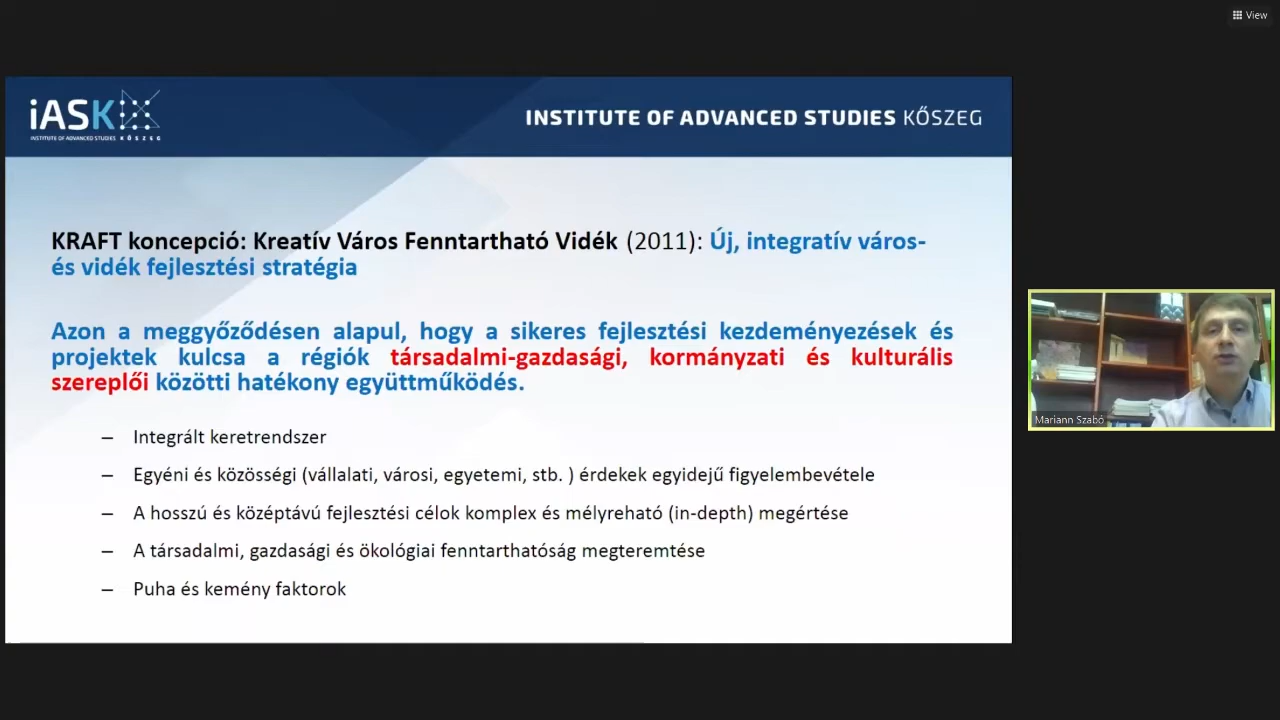 View
iASK
INSTITUTE OF ADVANCED STUDIES KŐSZEG
INSTITUTE OF ADVANCED STUDIES KŐSZEG
KRAFT koncepció: Kreatív Város Fenntartható Vidék (2011): Új, integratív város-
és vidék fejlesztési stratégia
Azon a meggyőződésen alapul, hogy a sikeres fejlesztési kezdeményezések és
projektek kulcsa a régiók társadalmi-gazdasági, kormányzati és kulturális
szereplői közötti hatékony együttműködés.
– Integrált keretrendszer
– Egyéni és közösségi (vállalati, városi, egyetemi, stb. ) érdekek egyidejű figyelembevétele
– A hosszú és középtávú fejlesztési célok komplex és mélyreható (in-depth) megértése
– A társadalmi, gazdasági és ökológiai fenntarthatóság megteremtése
– Puha és kemény faktorok
Mariann Szabó